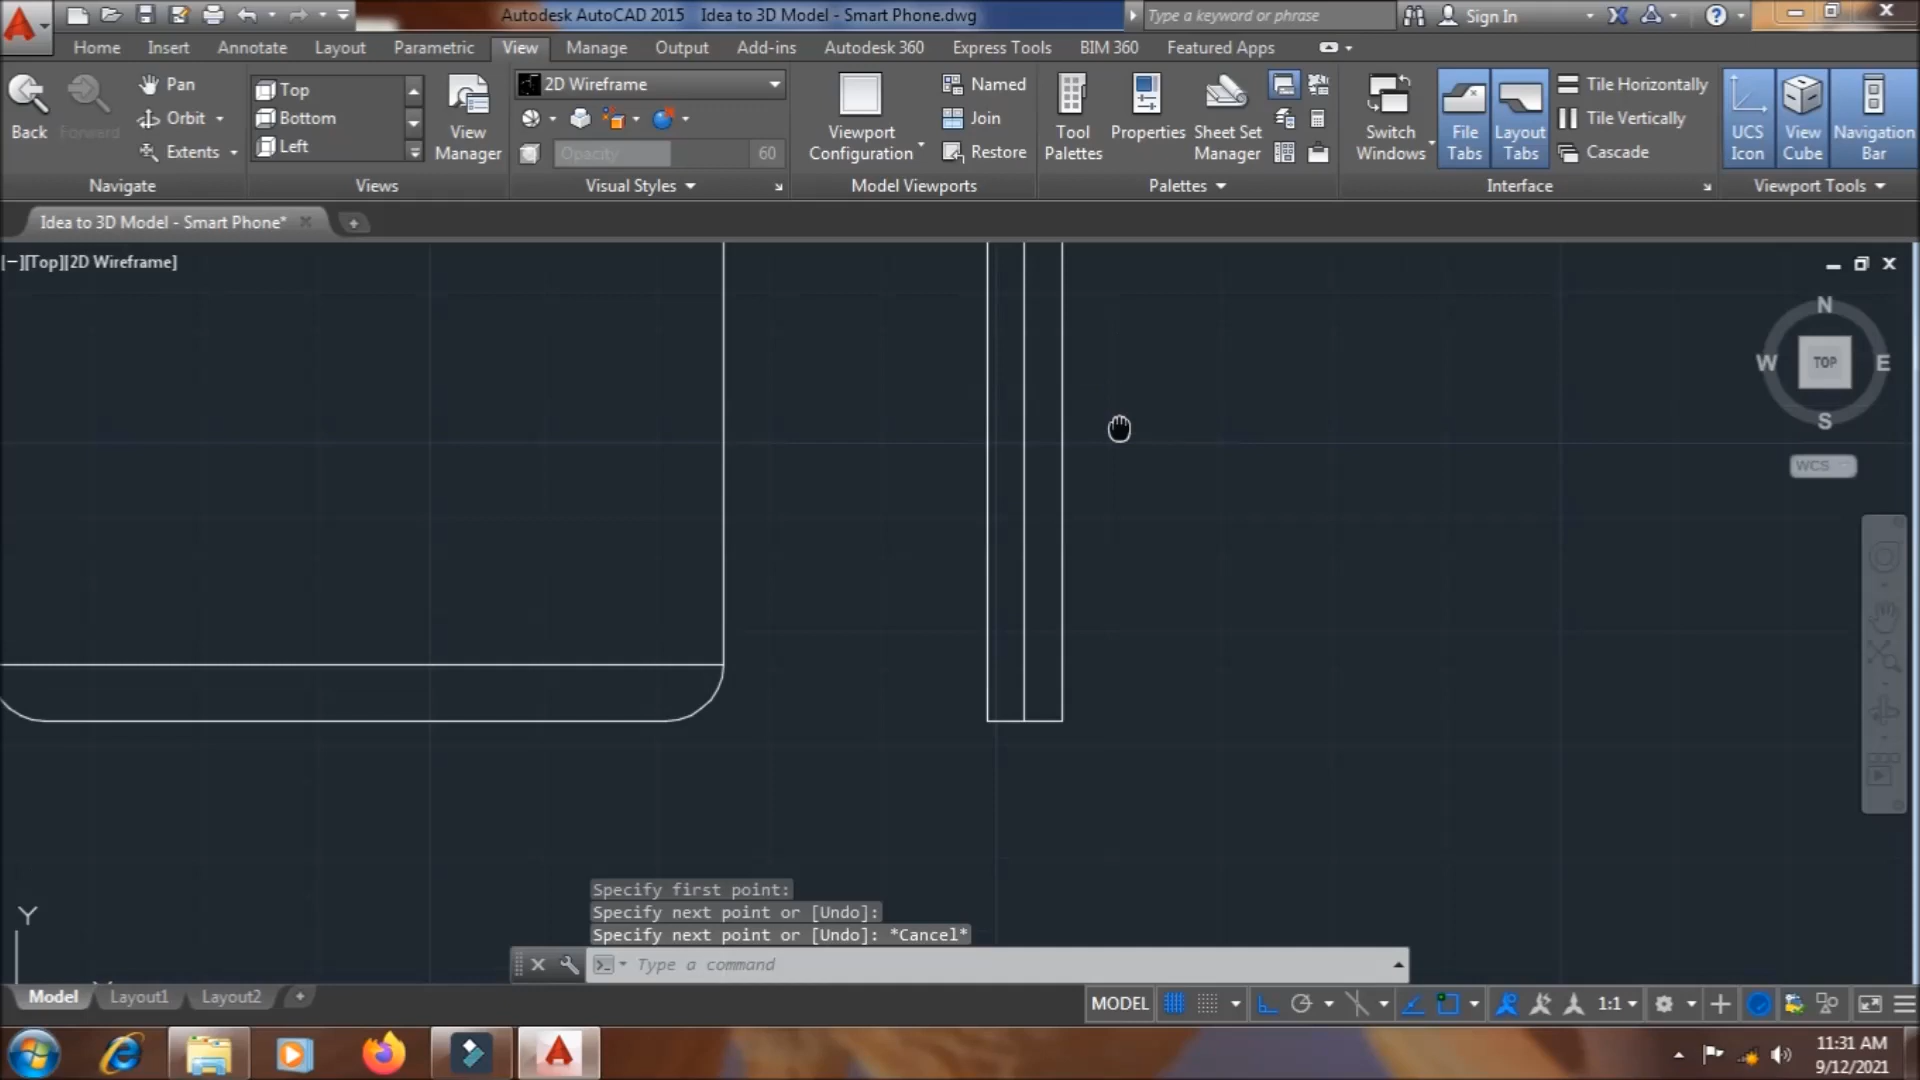 Autodesk AutoCAD 2015 Idea to 3D Model - Smart Phone.dwg
Type a keyword or phrase
Sign In
Home Insert Annotate Layout Parametric View Manage Output Add-ins Autodesk 360 Express Tools BIM 360 Featured Apps
Back
Forward
Pan
Orbit
Extents
Navigate
Top
Bottom
Left
View
Manager
Views
2D Wireframe
Opacity 60
Visual Styles
Viewport
Configuration
Named
Join
Restore
Model Viewports
Tool
Palettes
Properties
Sheet Set
Manager
Palettes
Switch
Windows
File
Tabs
Layout
Tabs
Tile Horizontally
Tile Vertically
Cascade
Interface
UCS
Icon
View
Cube
Navigation
Bar
Viewport Tools
Idea to 3D Model - Smart Phone*
[−][Top][2D Wireframe]
N
W TOP E
S
WCS
Y
Specify first point:
Specify next point or [Undo]:
Specify next point or [Undo]: *Cancel*
Type a command
Model Layout1 Layout2
MODEL 1:1
11:31 AM
9/12/2021